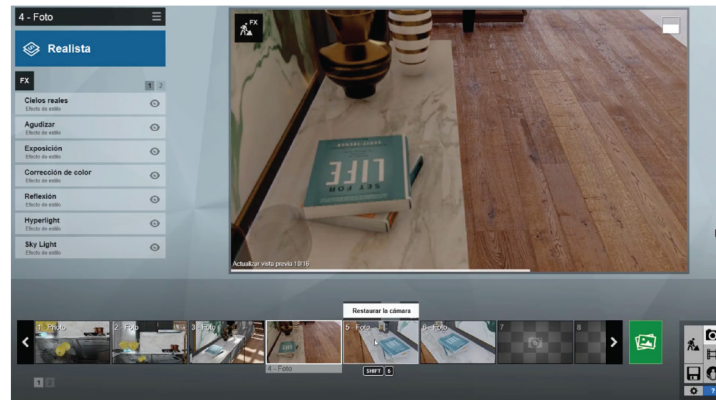 4 - Foto
Realista
FX
1 2
Cielos reales
Efecto de estilo
Agudizar
Efecto de estilo
Exposición
Efecto de estilo
Corrección de color
Efecto de estilo
Reflexión
Efecto de estilo
Hyperlight
Efecto de estilo
Sky Light
Efecto de estilo
FX
SET FOR
LIFE
Actualizar vista previa 10/16
Restaurar la cámara
1 - Photo
2 - Foto
3 - Foto
4 - Foto
5 - Foto
6 - Foto
7
8
SHIFT
1 2
?